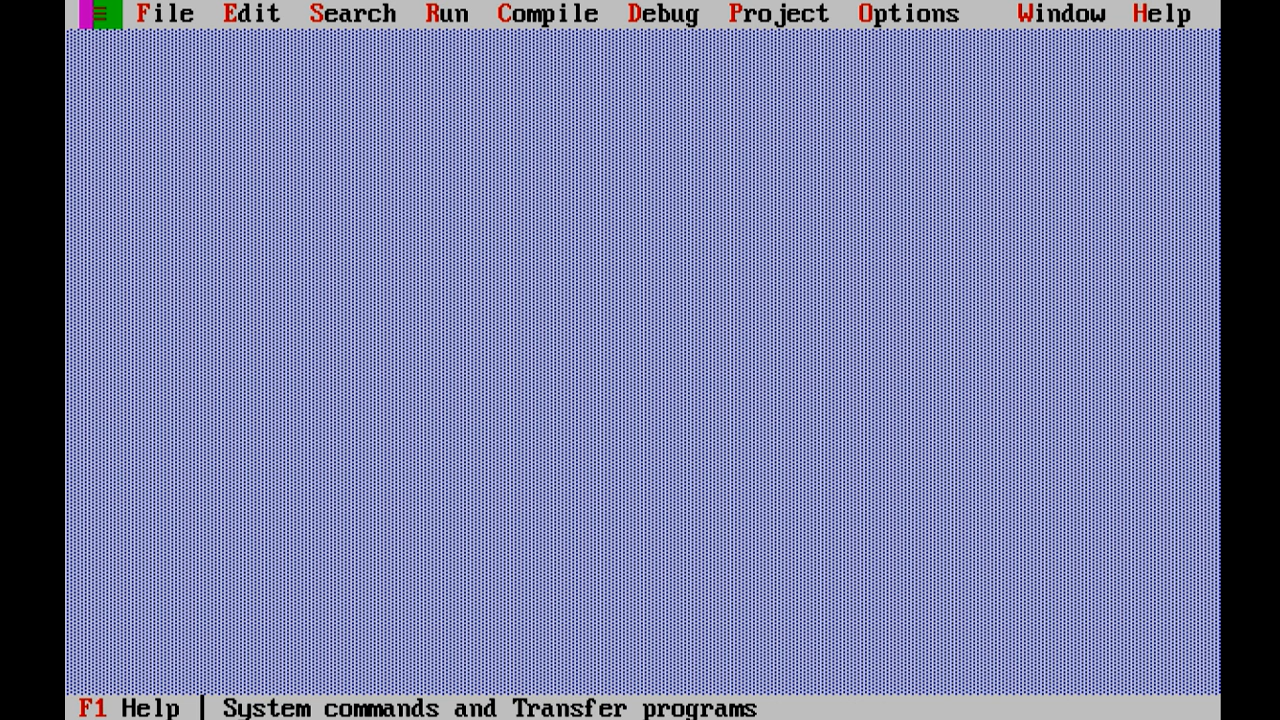 ≡ File Edit Search Run Compile Debug Project Options Window Help
F1 Help | System commands and Transfer programs